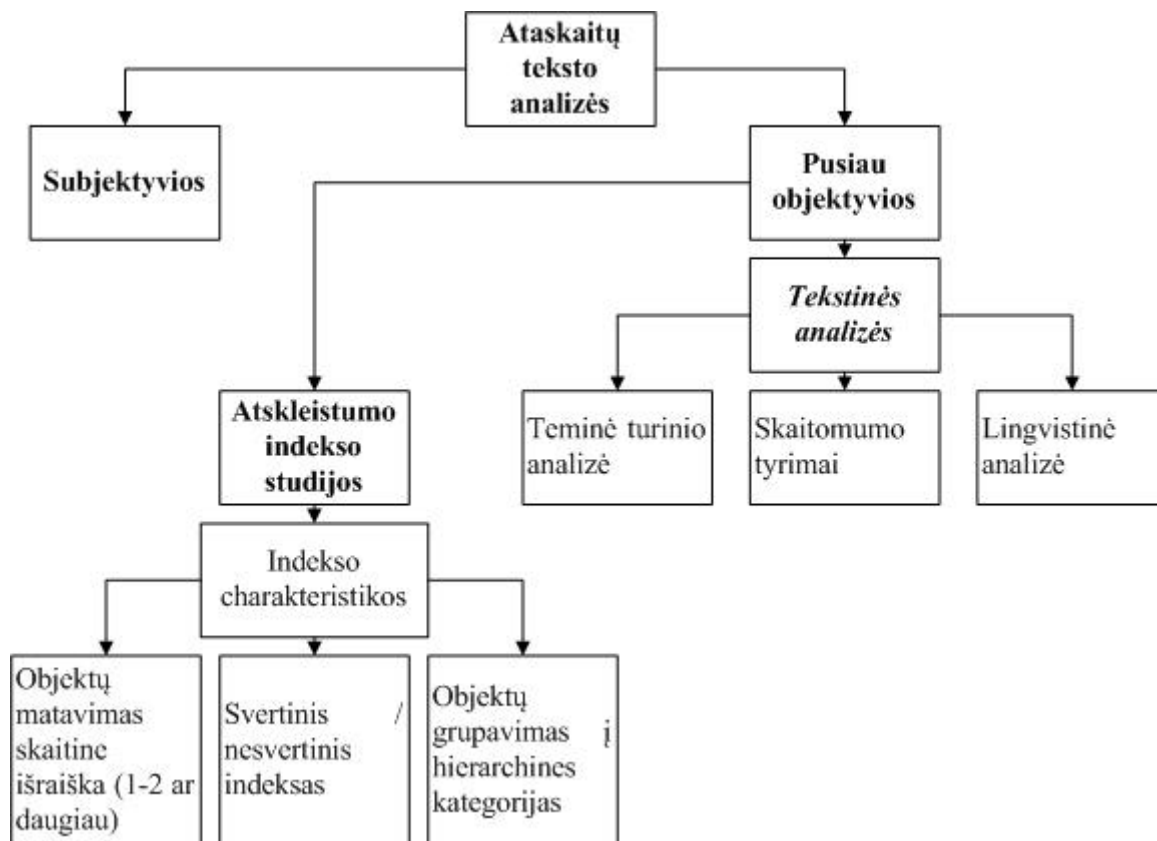 Ataskaitų
teksto
analizės
Subjektyvios
Pusiau
objektyvios
Tekstinės
analizės
Atskleistumo
indekso
studijos
Teminė turinio
analizė
Skaitomumo
tyrimai
Lingvistinė
analizė
Indekso
charakteristikos
Objektų
matavimas
skaitine
išraiška (1-2 ar
daugiau)
Svertinis /
nesvertinis
indeksas
Objektų
grupavimas į
hierarchines
kategorijas